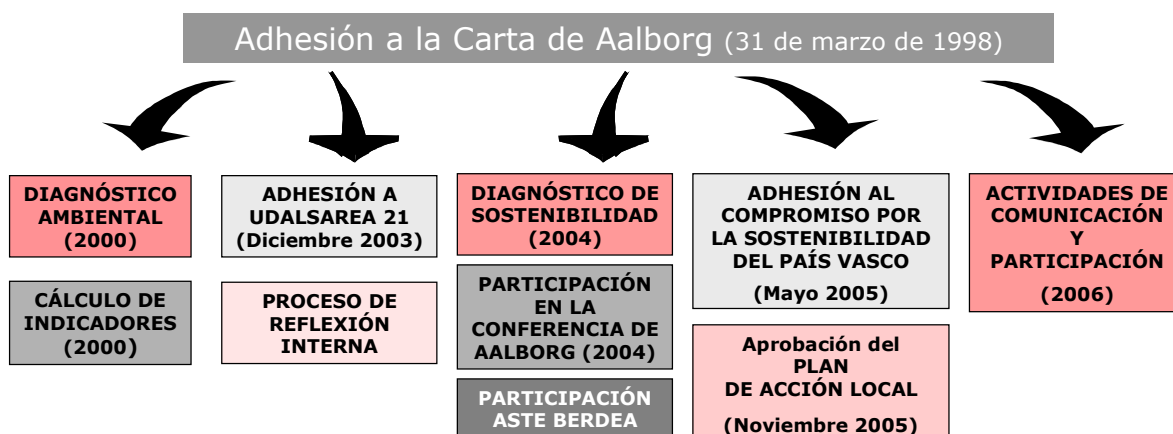 Adhesión a la Carta de Aalborg (31 de marzo de 1998)
DIAGNÓSTICO
AMBIENTAL
(2000)
CÁLCULO DE
INDICADORES
(2000)
ADHESIÓN A
UDALSAREA 21
(Diciembre 2003)
PROCESO DE
REFLEXIÓN
INTERNA
DIAGNÓSTICO DE
SOSTENIBILIDAD
(2004)
PARTICIPACIÓN
EN LA
CONFERENCIA DE
AALBORG (2004)
PARTICIPACIÓN
ASTE BERDEA
ADHESIÓN AL
COMPROMISO POR
LA SOSTENIBILIDAD
DEL PAÍS VASCO
(Mayo 2005)
Aprobación del
PLAN
DE ACCIÓN LOCAL
(Noviembre 2005)
ACTIVIDADES DE
COMUNICACIÓN
Y
PARTICIPACIÓN
(2006)